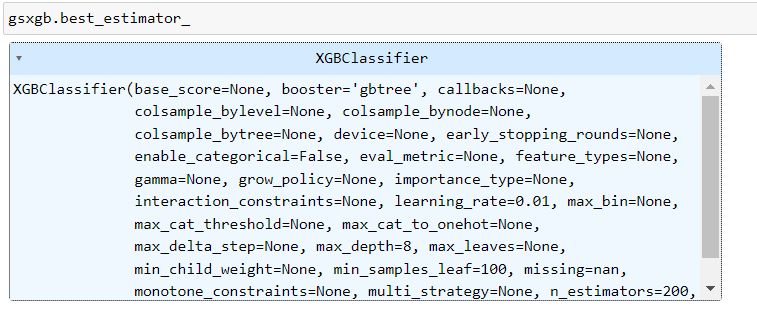 gsxgb.best_estimator_
XGBClassifier
XGBClassifier(base_score=None, booster='gbtree', callbacks=None,
colsample_bylevel=None, colsample_bynode=None,
colsample_bytree=None, device=None, early_stopping_rounds=None,
enable_categorical=False, eval_metric=None, feature_types=None,
gamma=None, grow_policy=None, importance_type=None,
interaction_constraints=None, learning_rate=0.01, max_bin=None,
max_cat_threshold=None, max_cat_to_onehot=None,
max_delta_step=None, max_depth=8, max_leaves=None,
min_child_weight=None, min_samples_leaf=100, missing=nan,
monotone_constraints=None, multi_strategy=None, n_estimators=200,